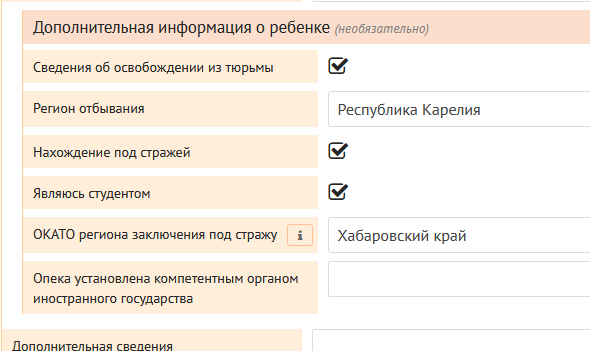 Дополнительная информация о ребенке (необязательно)
Сведения об освобождении из тюрьмы
Регион отбывания
Республика Карелия
Нахождение под стражей
Являюсь студентом
ОКАТО региона заключения под стражу i
Хабаровский край
Опека установлена компетентным органом
иностранного государства
Дополнительная сведения